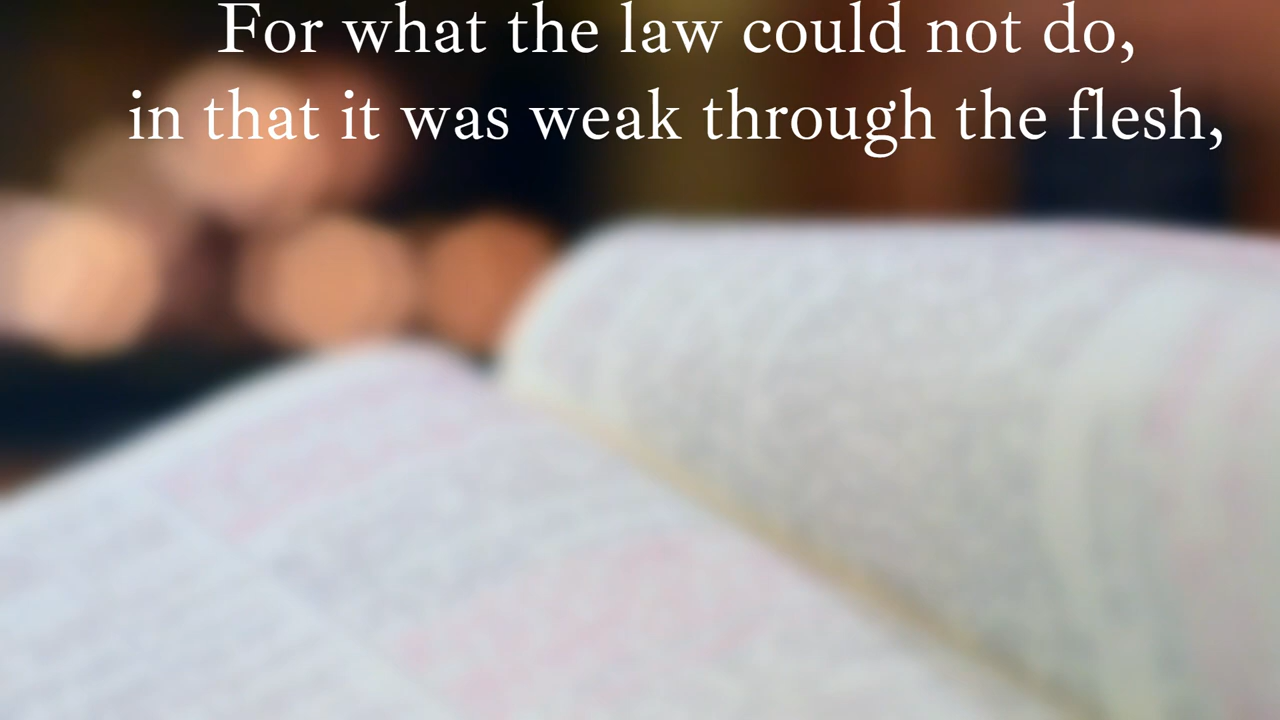 For what the law could not do,
in that it was weak through the flesh,